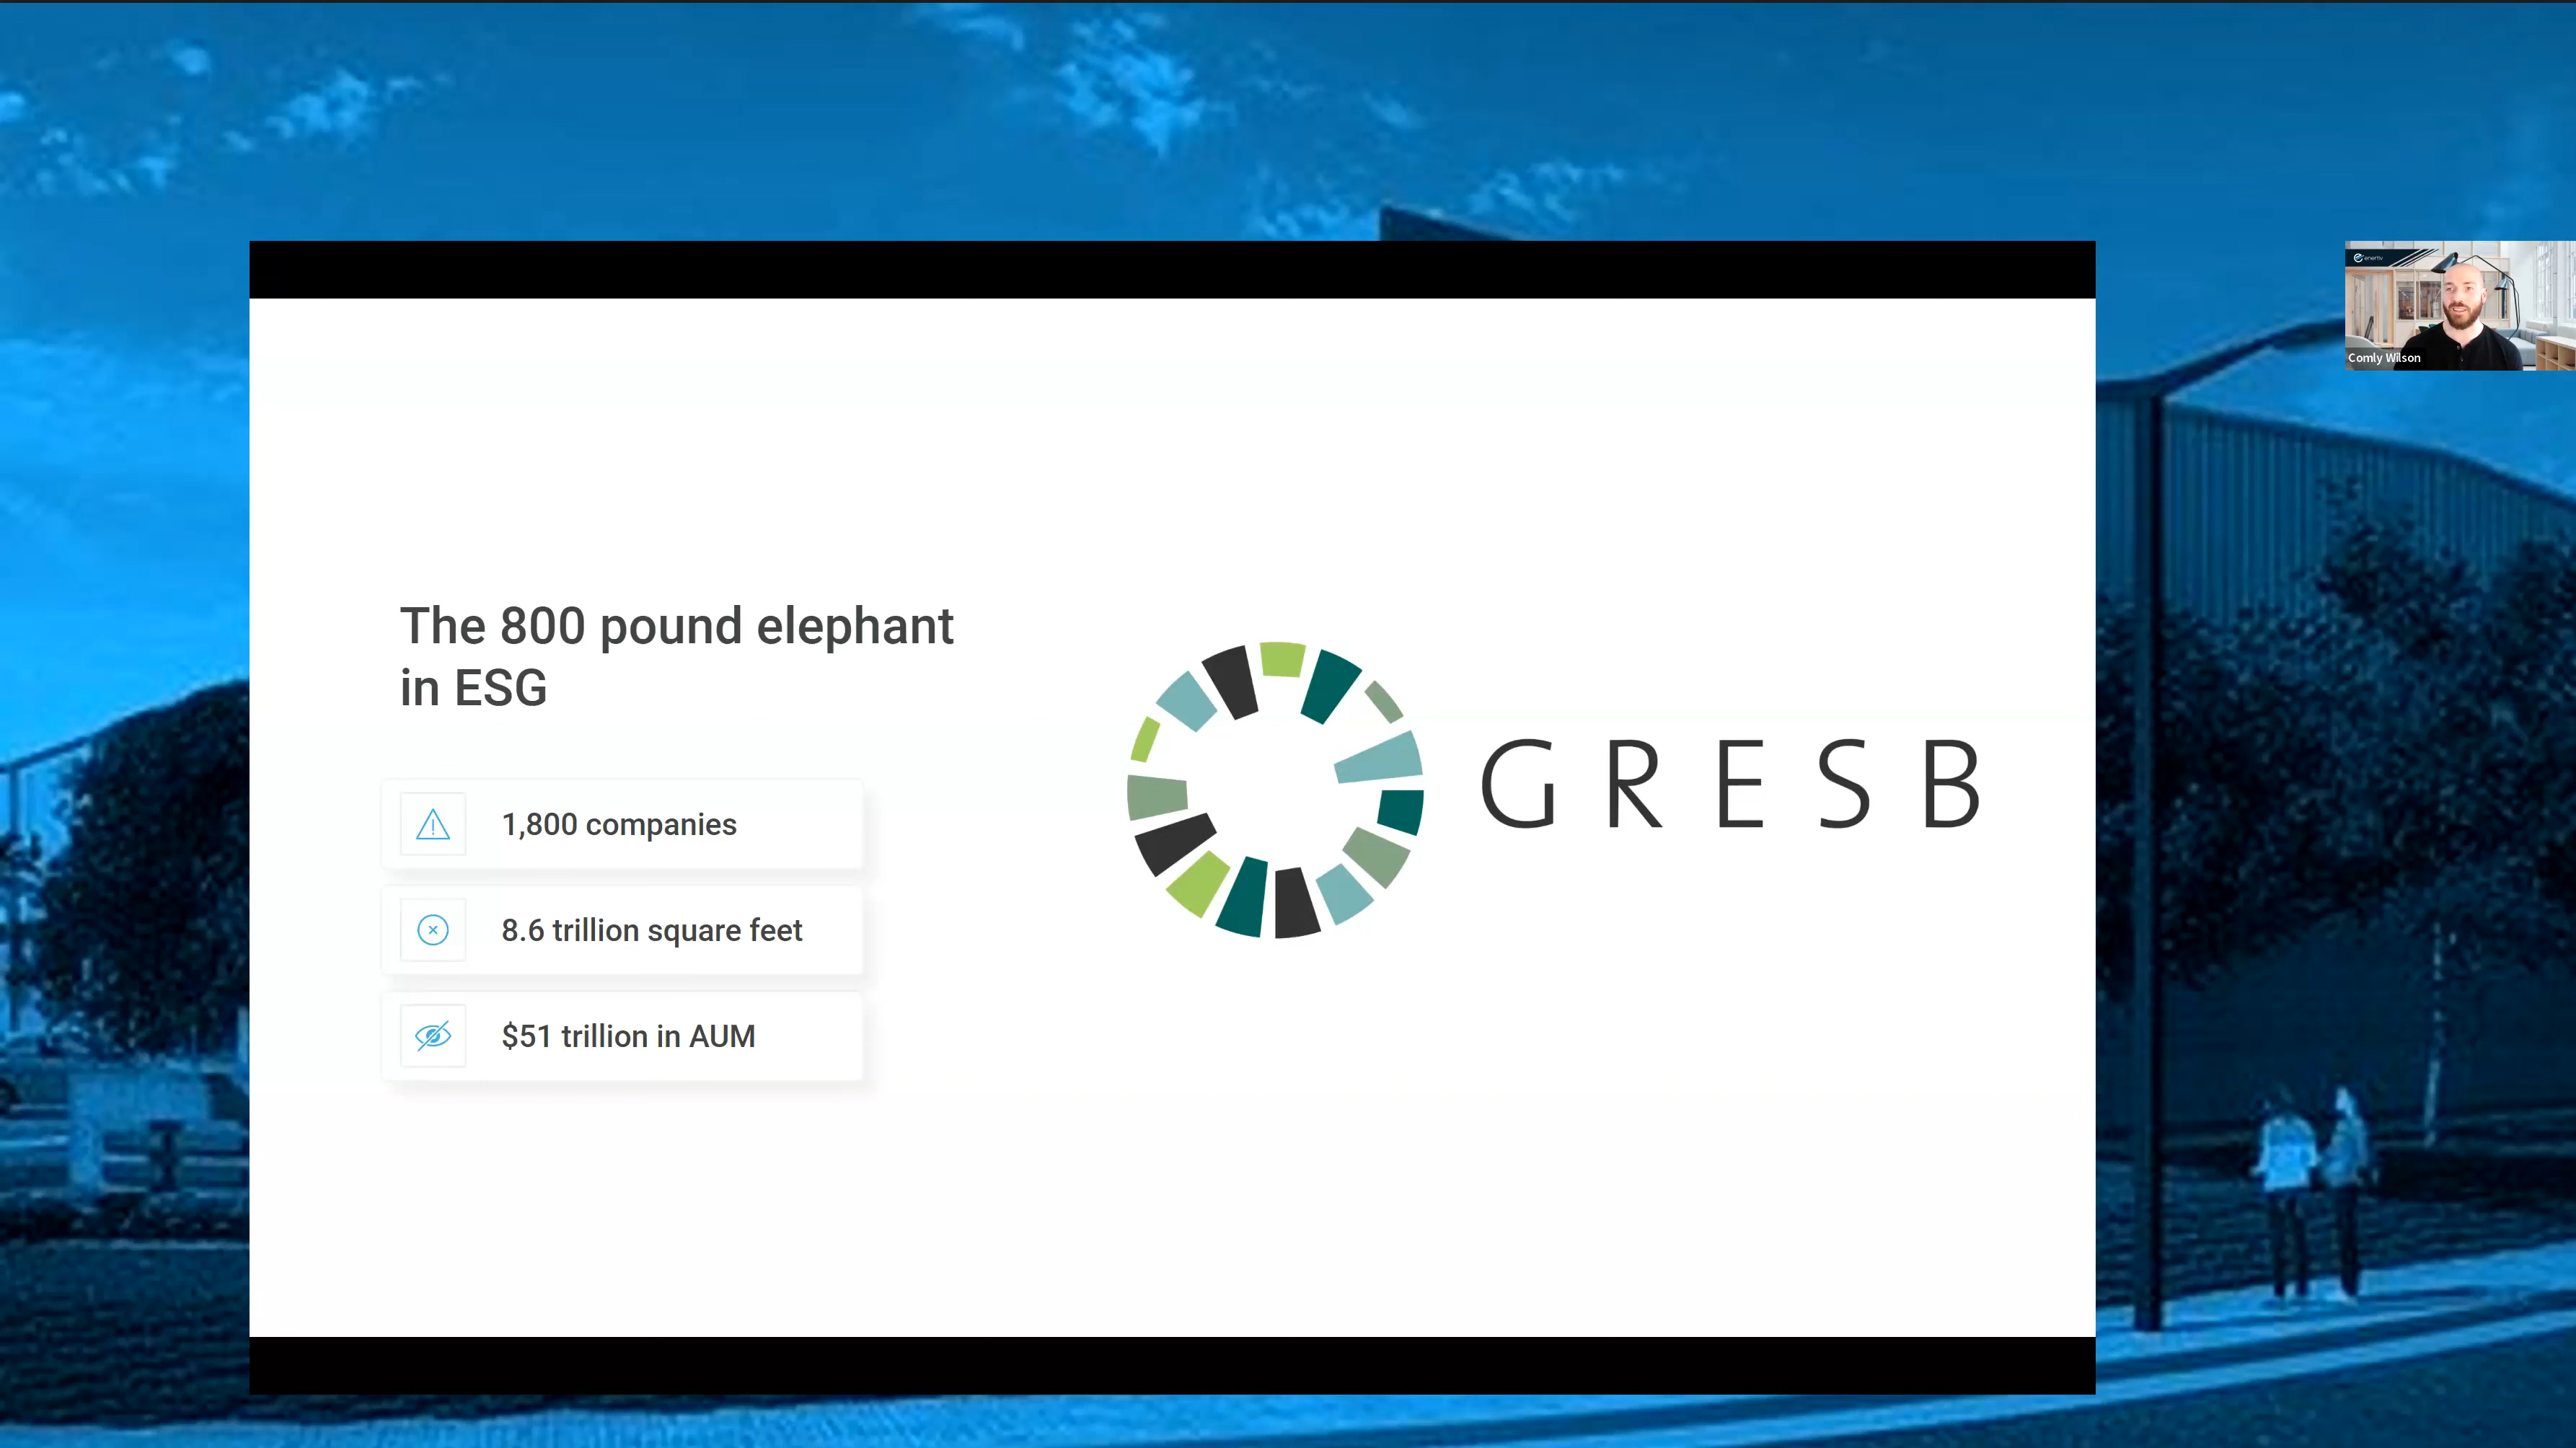 The 800 pound elephant
in ESG
1,800 companies
8.6 trillion square feet
$51 trillion in AUM
GRESB
enertiv
Comly Wilson